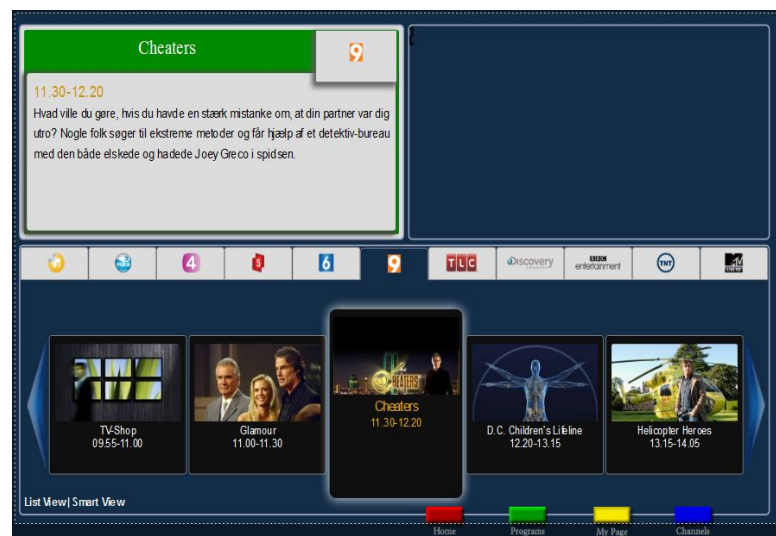 Cheaters
9
11.30-12.20
Hvad ville du gøre, hvis du havde en stærk mistanke om, at din partner var dig
utro? Nogle folk søger til ekstreme metoder og får hjælp af et detektiv-bureau
med den både elskede og hadede Joey Greco i spidsen.
4
5
6
9
TLC
Discovery
BBC
entertainment
TNT
MTV
CHEATERS
TV-Shop
09.55-11.00
Glamour
11.00-11.30
Cheaters
11.30-12.20
D.C. Children's Lifeline
12.20-13.15
Helicopter Heroes
13.15-14.05
List View| Smart View
Home
Programs
My Page
Channels